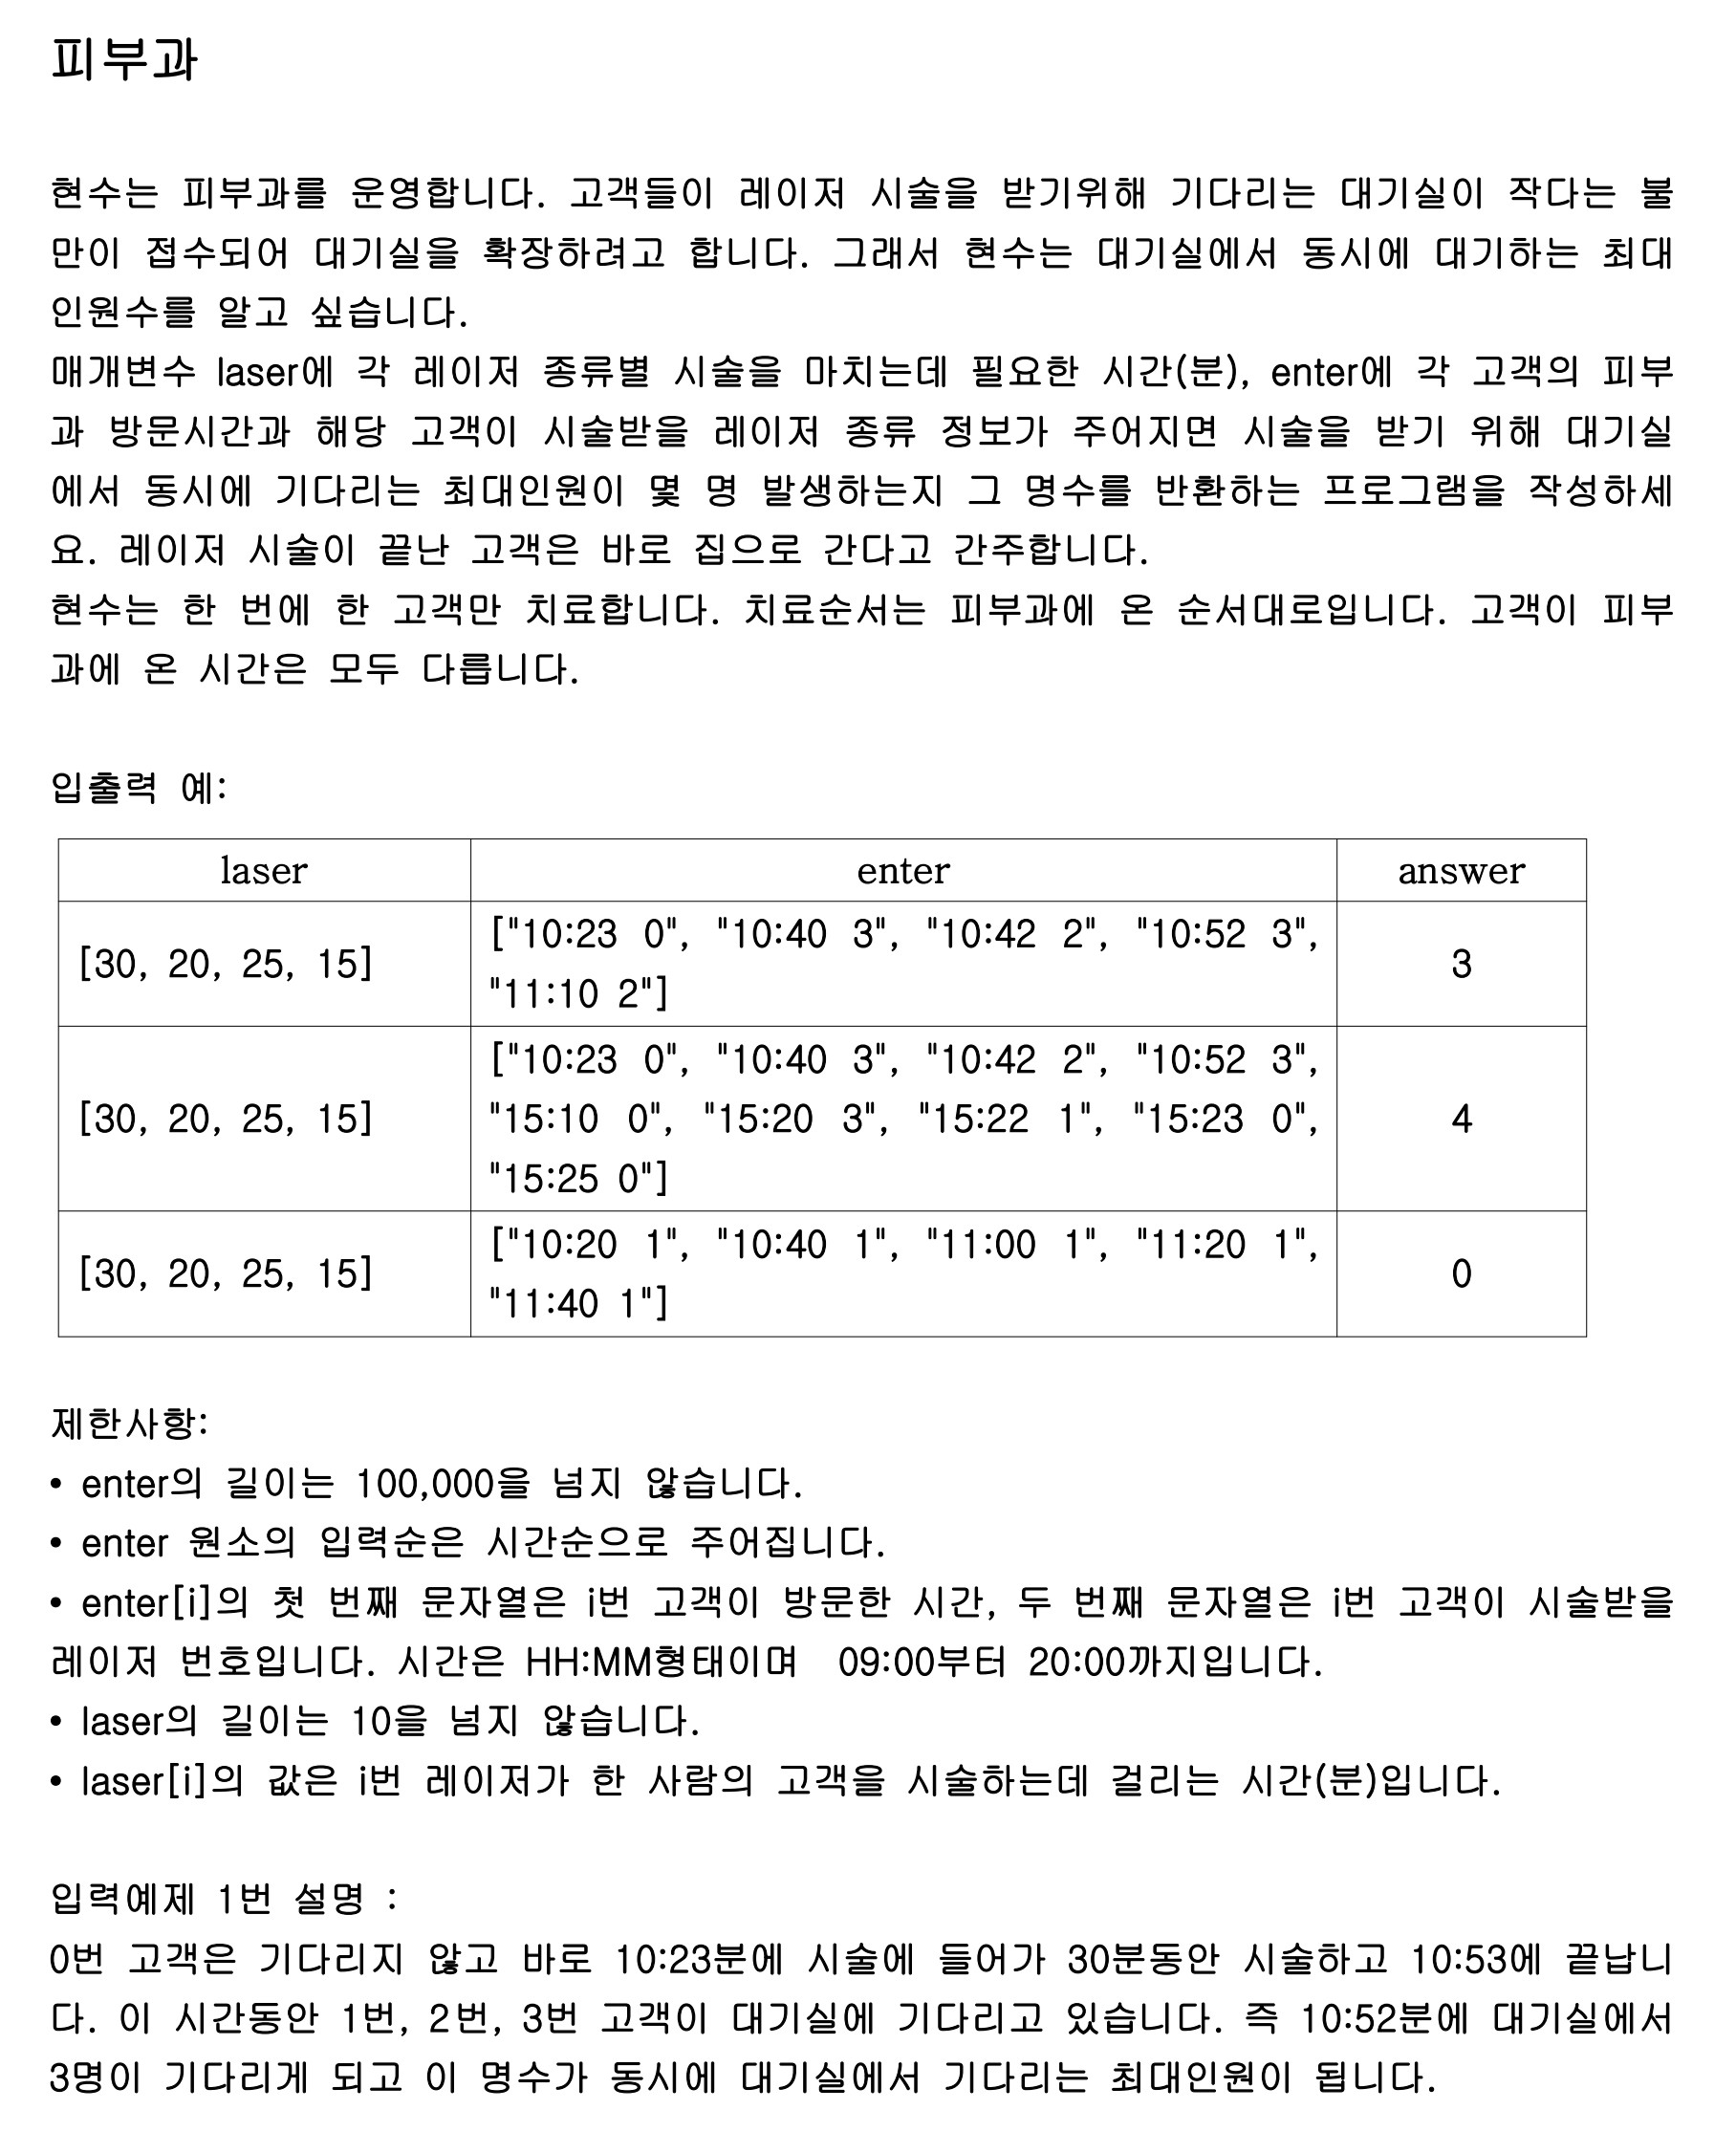 피부과
현수는 피부과를 운영합니다. 고객들이 레이저 시술을 받기위해 기다리는 대기실이 작다는 불
만이 접수되어 대기실을 확장하려고 합니다. 그래서 현수는 대기실에서 동시에 대기하는 최대
인원수를 알고 싶습니다.
매개변수 laser에 각 레이저 종류별 시술을 마치는데 필요한 시간(분), enter에 각 고객의 피부
과 방문시간과 해당 고객이 시술받을 레이저 종류 정보가 주어지면 시술을 받기 위해 대기실
에서 동시에 기다리는 최대인원이 몇 명 발생하는지 그 명수를 반환하는 프로그램을 작성하세
요. 레이저 시술이 끝난 고객은 바로 집으로 간다고 간주합니다.
현수는 한 번에 한 고객만 치료합니다. 치료순서는 피부과에 온 순서대로입니다. 고객이 피부
과에 온 시간은 모두 다릅니다.
입출력 예:
laser enter answer
[30, 20, 25, 15] ["10:23 0", "10:40 3", "10:42 2", "10:52 3", 3
"11:10 2"]
["10:23 0", "10:40 3", "10:42 2", "10:52 3",
[30, 20, 25, 15] "15:10 0", "15:20 3", "15:22 1", "15:23 0", 4
"15:25 0"]
[30, 20, 25, 15] ["10:20 1", "10:40 1", "11:00 1", "11:20 1", 0
"11:40 1"]
제한사항:
• enter의 길이는 100,000을 넘지 않습니다.
• enter 원소의 입력순은 시간순으로 주어집니다.
• enter[i]의 첫 번째 문자열은 i번 고객이 방문한 시간, 두 번째 문자열은 i번 고객이 시술받을
레이저 번호입니다. 시간은 HH:MM형태이며 09:00부터 20:00까지입니다.
• laser의 길이는 10을 넘지 않습니다.
• laser[i]의 값은 i번 레이저가 한 사람의 고객을 시술하는데 걸리는 시간(분)입니다.
입력예제 1번 설명 :
0번 고객은 기다리지 않고 바로 10:23분에 시술에 들어가 30분동안 시술하고 10:53에 끝납니
다. 이 시간동안 1번, 2번, 3번 고객이 대기실에 기다리고 있습니다. 즉 10:52분에 대기실에서
3명이 기다리게 되고 이 명수가 동시에 대기실에서 기다리는 최대인원이 됩니다.